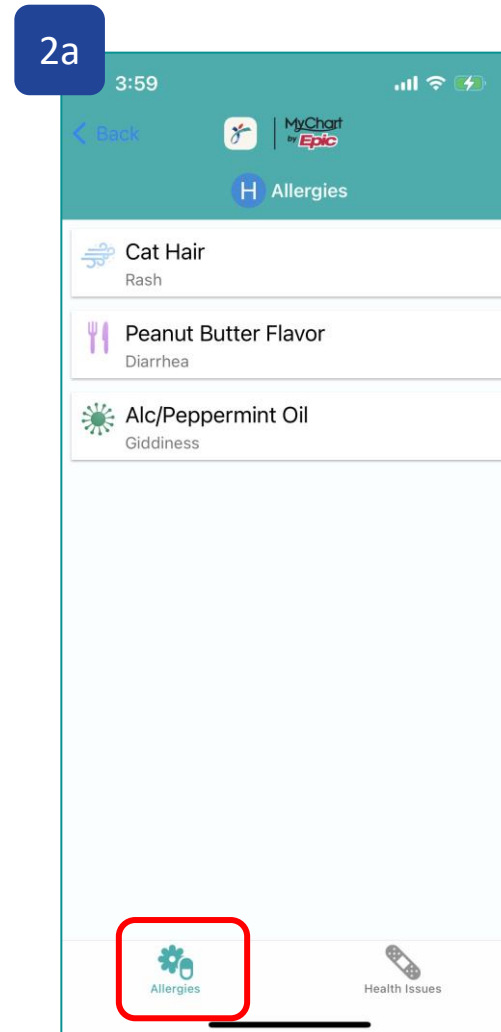 2a
3:59
Back
MyChart
by Epic
H Allergies
Cat Hair
Rash
Peanut Butter Flavor
Diarrhea
Alc/Peppermint Oil
Giddiness
Allergies
Health Issues